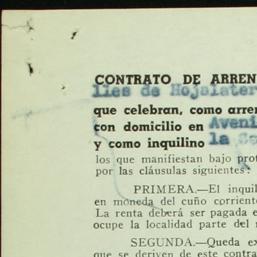 CONTRATO DE ARREN
lles de Hojalater
que celebran, como arre
con domicilio en Aveni
y como inquilino la
los que manifiestan bajo prot
por las cláusulas siguientes:
PRIMERA.—El inquil
en moneda del cuño corriente
La renta deberá ser pagada e
ocupe la localidad parte del
SEGUNDA.—Queda ex
que se deriven de este contra